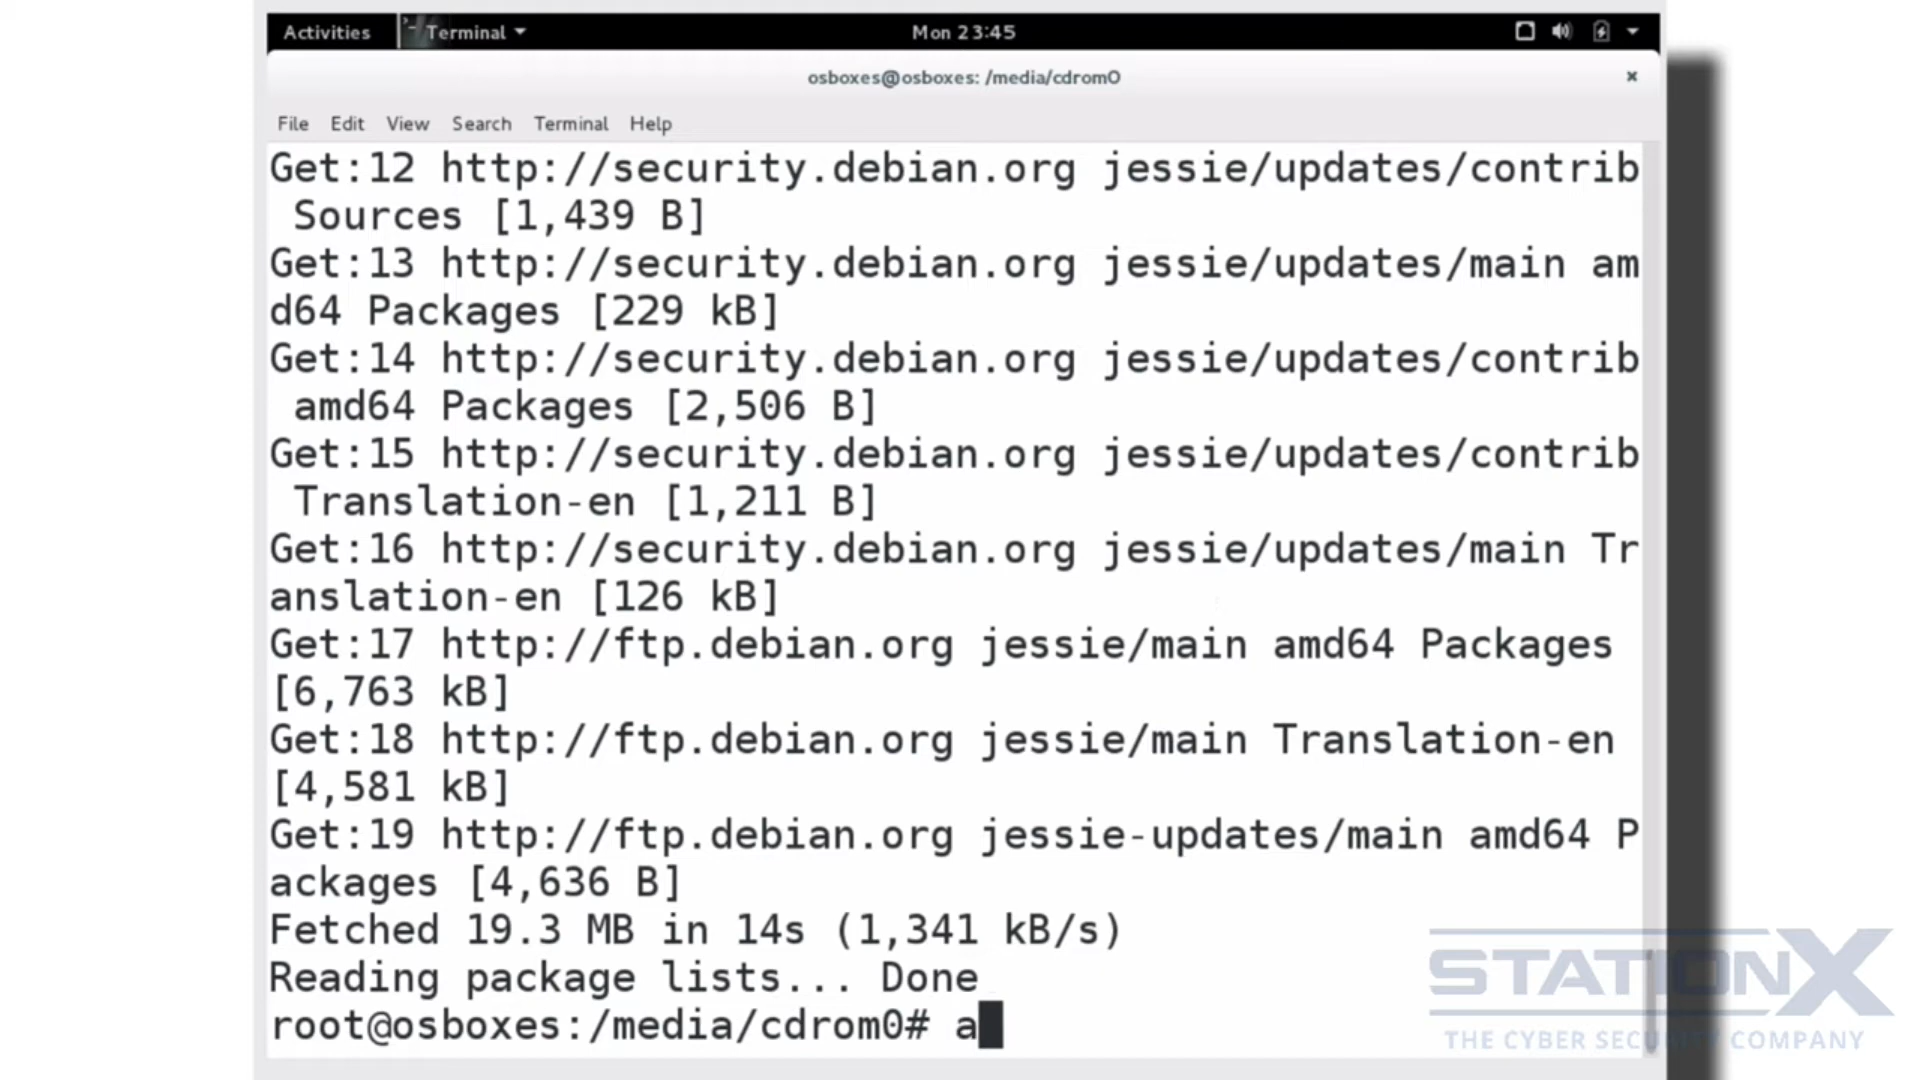 Activities Terminal Mon 23:45
osboxes@osboxes: /media/cdrom0 ×
File Edit View Search Terminal Help
Get:12 http://security.debian.org jessie/updates/contrib
 Sources [1,439 B]
Get:13 http://security.debian.org jessie/updates/main am
d64 Packages [229 kB]
Get:14 http://security.debian.org jessie/updates/contrib
 amd64 Packages [2,506 B]
Get:15 http://security.debian.org jessie/updates/contrib
 Translation-en [1,211 B]
Get:16 http://security.debian.org jessie/updates/main Tr
anslation-en [126 kB]
Get:17 http://ftp.debian.org jessie/main amd64 Packages
[6,763 kB]
Get:18 http://ftp.debian.org jessie/main Translation-en
[4,581 kB]
Get:19 http://ftp.debian.org jessie-updates/main amd64 P
ackages [4,636 B]
Fetched 19.3 MB in 14s (1,341 kB/s)
Reading package lists... Done
root@osboxes:/media/cdrom0# a
STATIONX
THE CYBER SECURITY COMPANY